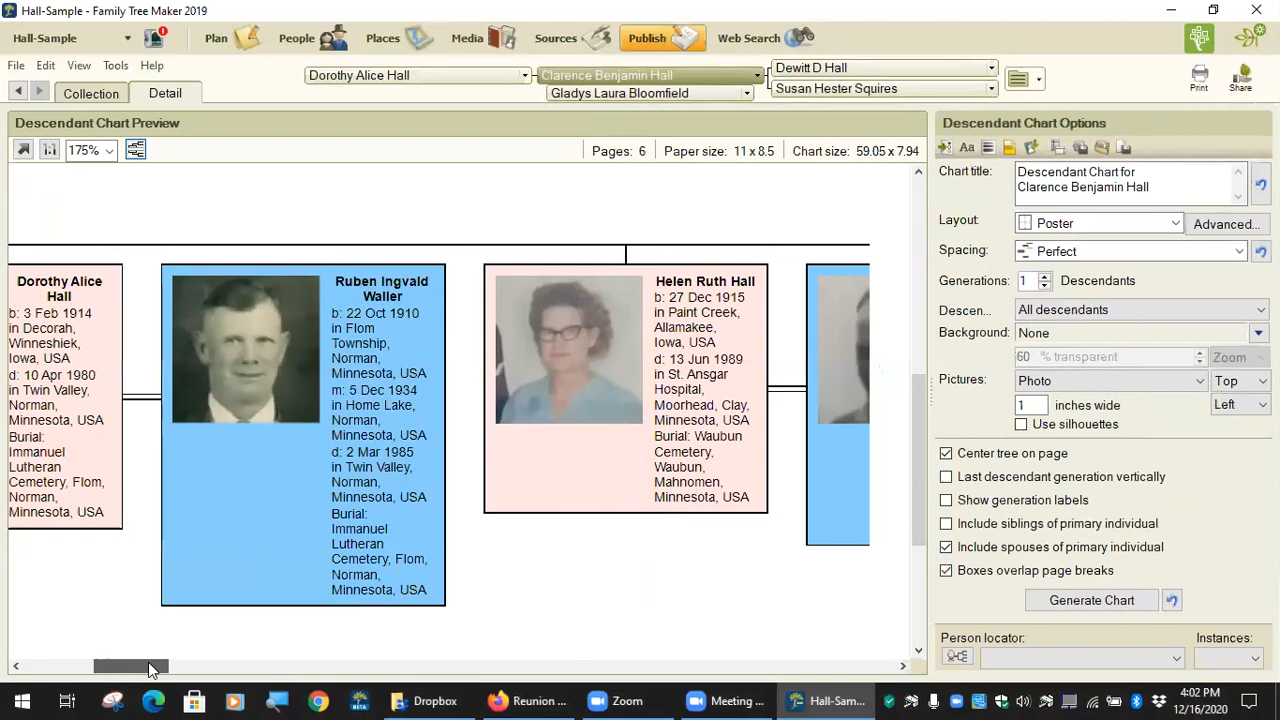 Hall-Sample - Family Tree Maker 2019
Hall-Sample
Plan
People
Places
Media
Sources
Publish
Web Search
File Edit View Tools Help
Dorothy Alice Hall
Clarence Benjamin Hall
Gladys Laura Bloomfield
Dewitt D Hall
Susan Hester Squires
Print
Share
Collection
Detail
Descendant Chart Preview
175%
Pages: 6
Paper size: 11 x 8.5
Chart size: 59.05 x 7.94
Dorothy Alice
Hall
b: 3 Feb 1914
in Decorah,
Winneshiek,
Iowa, USA
d: 10 Apr 1980
in Twin Valley,
Norman,
Minnesota, USA
Burial:
Immanuel
Lutheran
Cemetery, Flom,
Norman,
Minnesota, USA
Ruben Ingvald
Waller
b: 22 Oct 1910
in Flom
Township,
Norman,
Minnesota, USA
m: 5 Dec 1934
in Home Lake,
Norman,
Minnesota, USA
d: 2 Mar 1985
in Twin Valley,
Norman,
Minnesota, USA
Burial:
Immanuel
Lutheran
Cemetery, Flom,
Norman,
Minnesota, USA
Helen Ruth Hall
b: 27 Dec 1915
in Paint Creek,
Allamakee,
Iowa, USA
d: 13 Jun 1989
in St. Ansgar
Hospital,
Moorhead, Clay,
Minnesota, USA
Burial: Waubun
Cemetery,
Waubun,
Mahnomen,
Minnesota, USA
Descendant Chart Options
Chart title:
Descendant Chart for
Clarence Benjamin Hall
Layout: Poster Advanced...
Spacing: Perfect
Generations: 1 Descendants
Descen... All descendants
Background: None
60 % transparent Zoom
Pictures: Photo Top
1 inches wide Left
Use silhouettes
Center tree on page
Last descendant generation vertically
Show generation labels
Include siblings of primary individual
Include spouses of primary individual
Boxes overlap page breaks
Generate Chart
Person locator: Instances:
Dropbox
Reunion ...
Zoom
Meeting ...
Hall-Sam...
4:02 PM
12/16/2020